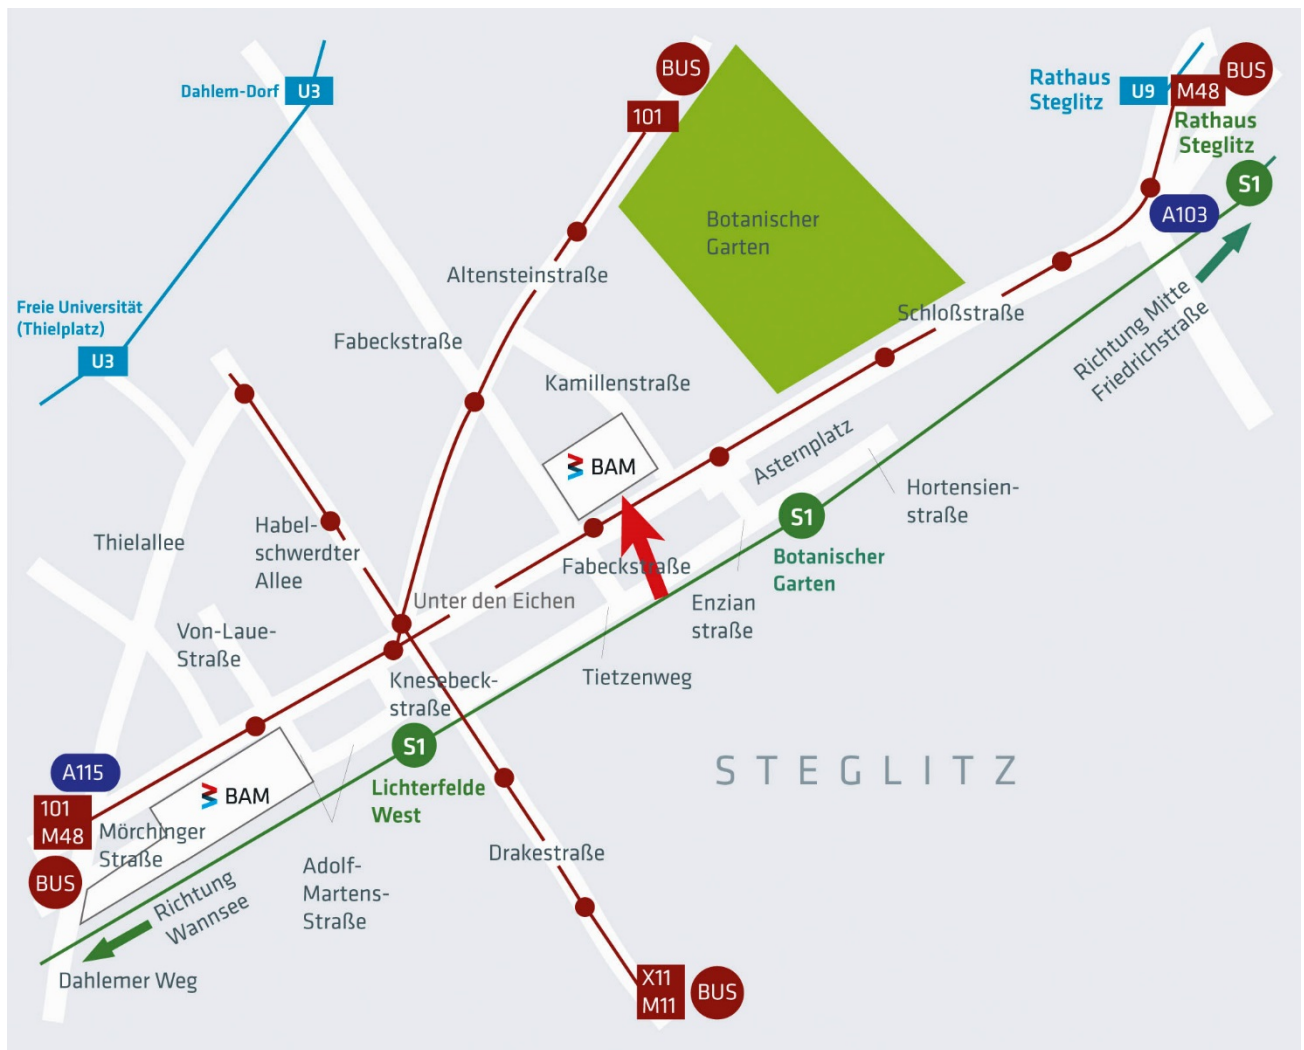 BUS
Dahlem-Dorf
U3
101
Rathaus
Steglitz
U9
M48
BUS
Rathaus
Steglitz
S1
A103
Botanischer
Garten
Altensteinstraße
Freie Universität
(Thielplatz)
U3
Fabeckstraße
Schloßstraße
Richtung Mitte
Friedrichstraße
Kamillenstraße
BAM
Asternplatz
Hortensien-
straße
S1
Botanischer
Garten
Thielallee
Habel-
schwerdter
Allee
Fabeckstraße
Unter den Eichen
Enzian
straße
Von-Laue-
Straße
Knesebeck-
straße
Tietzenweg
S1
Lichterfelde
West
STEGLITZ
A115
101
M48
BUS
Mörchinger
Straße
BAM
Drakestraße
Adolf-
Martens-
Straße
Richtung
Wannsee
Dahlemer Weg
X11
M11
BUS